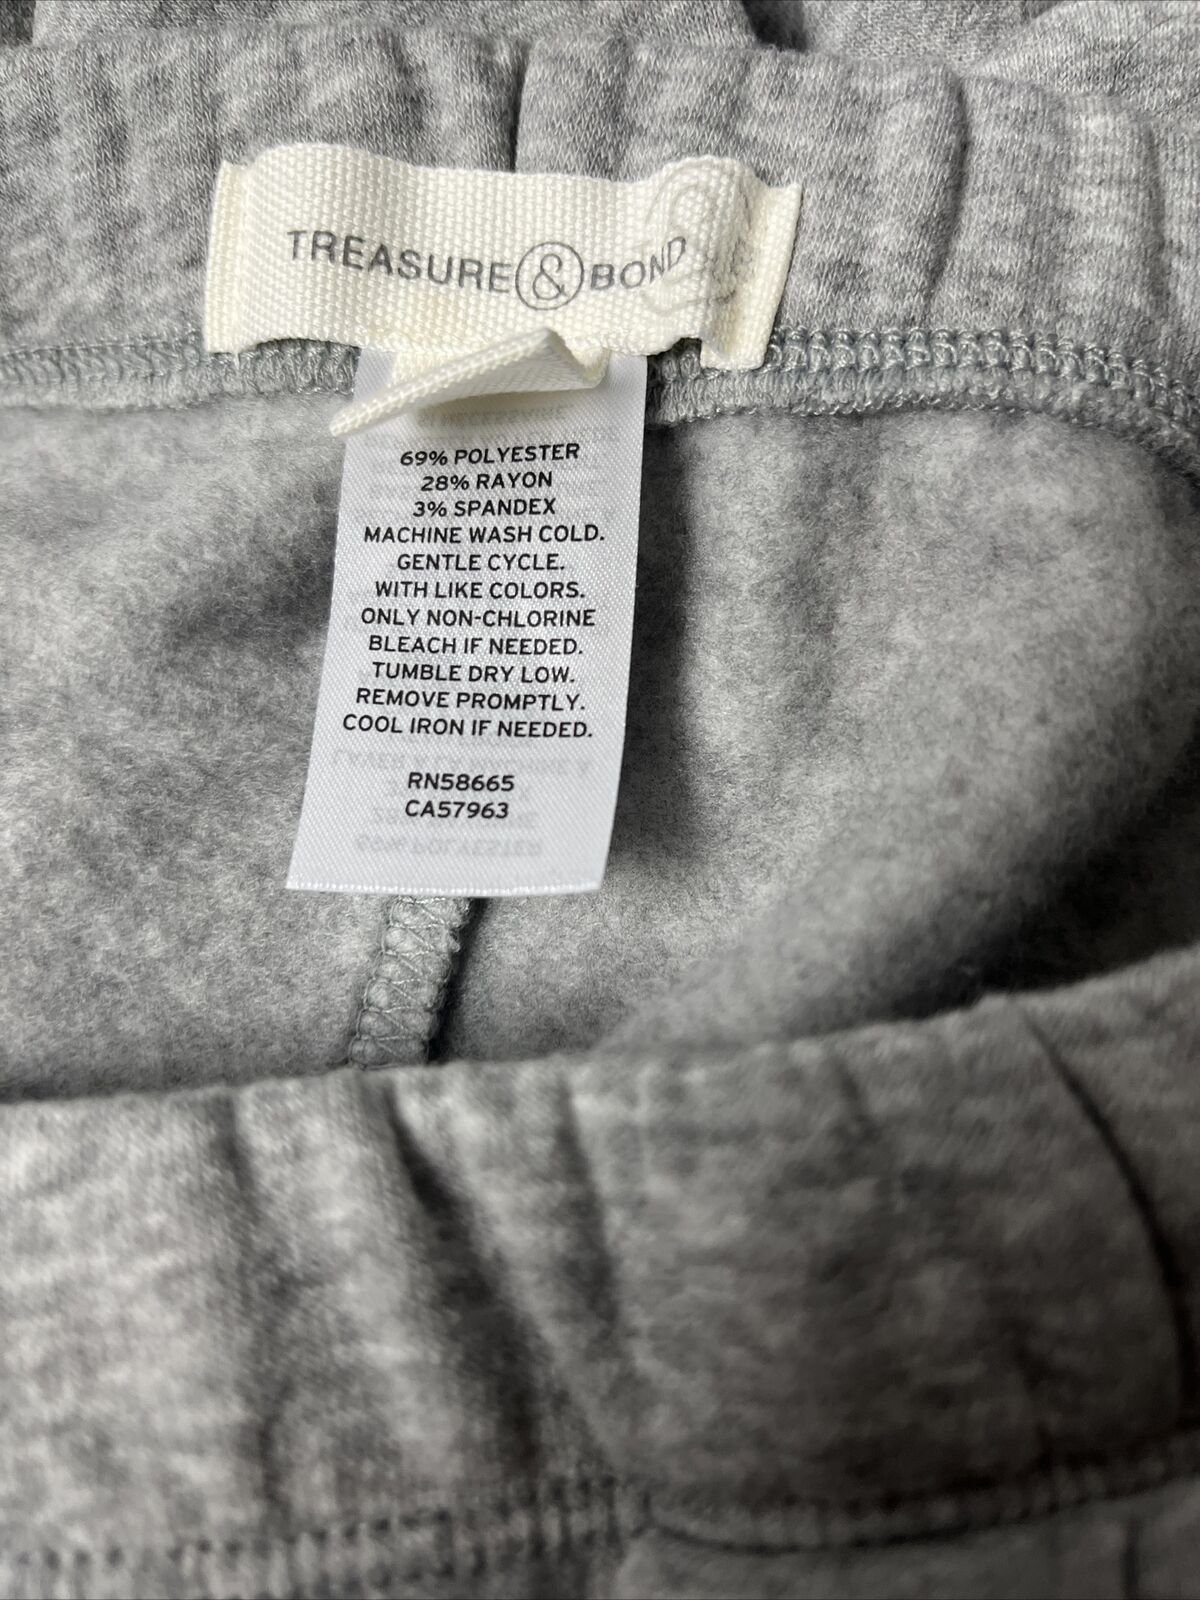 TREASURE & BOND
69% POLYESTER
28% RAYON
3% SPANDEX
MACHINE WASH COLD.
GENTLE CYCLE.
WITH LIKE COLORS.
ONLY NON-CHLORINE
BLEACH IF NEEDED.
TUMBLE DRY LOW.
REMOVE PROMPTLY.
COOL IRON IF NEEDED.
RN58665
CA57963